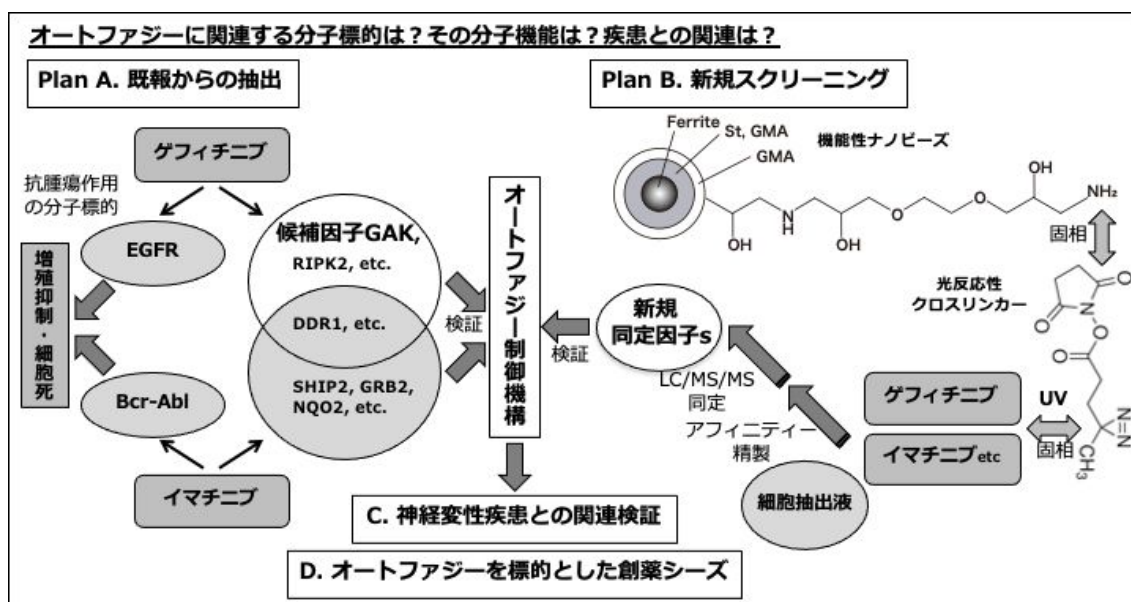 オートファジーに関連する分子標的は？その分子機能は？疾患との関連は？
Plan A. 既報からの抽出
ゲフィチニブ
抗腫瘍作用
の分子標的
EGFR
増殖抑制・細胞死
Bcr-Abl
イマチニブ
候補因子GAK,
RIPK2, etc.
DDR1, etc.
SHIP2, GRB2,
NQO2, etc.
検証
オートファジー制御機構
Plan B. 新規スクリーニング
Ferrite
St, GMA
GMA
機能性ナノビーズ
OH
N
H
OH
O
O
OH
NH₂
固相
光反応性
クロスリンカー
O
N
O
O
O
N=N
CH₃
UV
固相
ゲフィチニブ
イマチニブetc
細胞抽出液
アフィニティー
精製
LC/MS/MS
同定
新規
同定因子s
検証
C. 神経変性疾患との関連検証
D. オートファジーを標的とした創薬シーズ